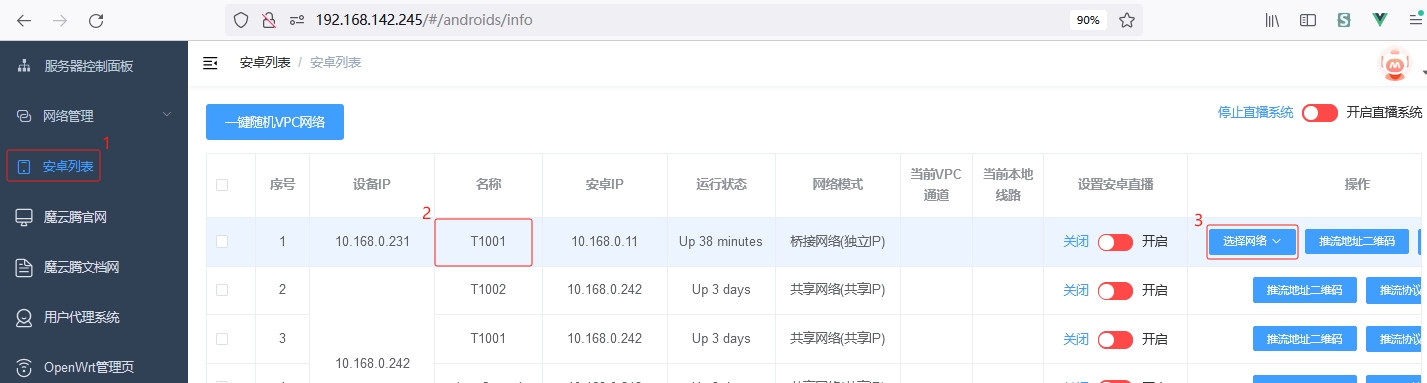 192.168.142.245/#/androids/info
90%
服务器控制面板
安卓列表 / 安卓列表
网络管理
一键随机VPC网络
停止直播系统 开启直播系统
1
安卓列表
序号 设备IP 名称 安卓IP 运行状态 网络模式 当前VPC通道 当前本地线路 设置安卓直播 操作
魔云腾官网
2
3
1 10.168.0.231 T1001 10.168.0.11 Up 38 minutes 桥接网络(独立IP) 关闭 开启 选择网络 推流地址二维码
魔云腾文档网
2 T1002 10.168.0.242 Up 3 days 共享网络(共享IP) 关闭 开启 推流地址二维码 推流协议
用户代理系统
3 T1001 10.168.0.242 Up 3 days 共享网络(共享IP) 关闭 开启 推流地址二维码 推流协议
OpenWrt管理页
10.168.0.242